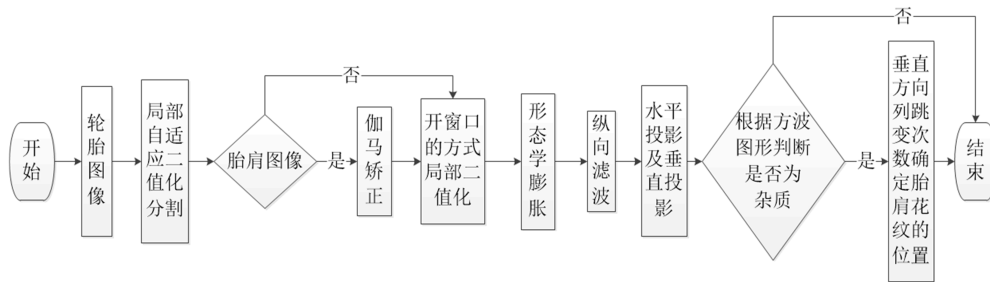 开
始
轮
胎
图
像
局部
自适
应二
值化
分割
胎肩图像
否
是
伽
马
矫
正
开窗口
的方式
局部二
值化
形
态
学
膨
胀
纵
向
滤
波
水平
投影
及垂
直投
影
根据方波
图形判断
是否为
杂质
否
是
垂直
方向
列跳
变次
数确
定胎
肩花
纹的
位置
结
束